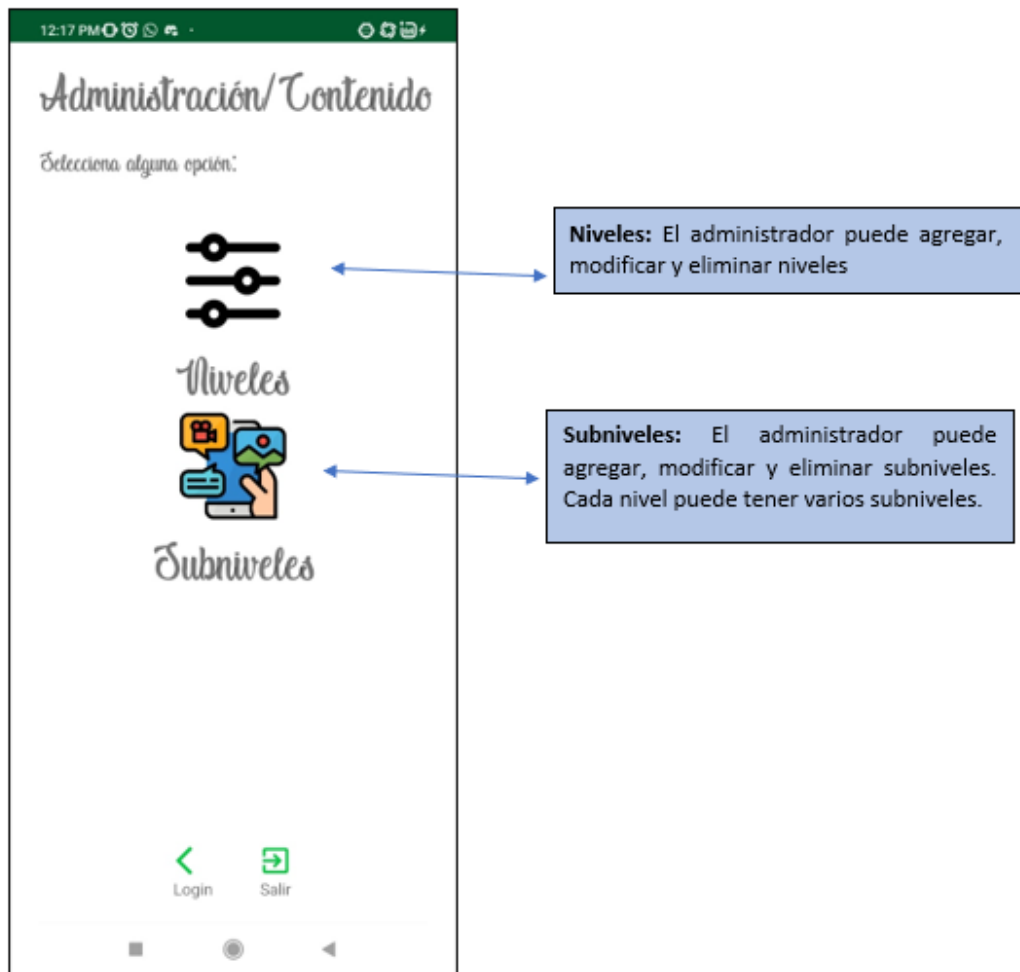 12:17 PM
Administración/Contenido
Selecciona alguna opción:
Niveles: El administrador puede agregar,
modificar y eliminar niveles
Niveles
Subniveles: El administrador puede
agregar, modificar y eliminar subniveles.
Cada nivel puede tener varios subniveles.
Subniveles
Login
Salir